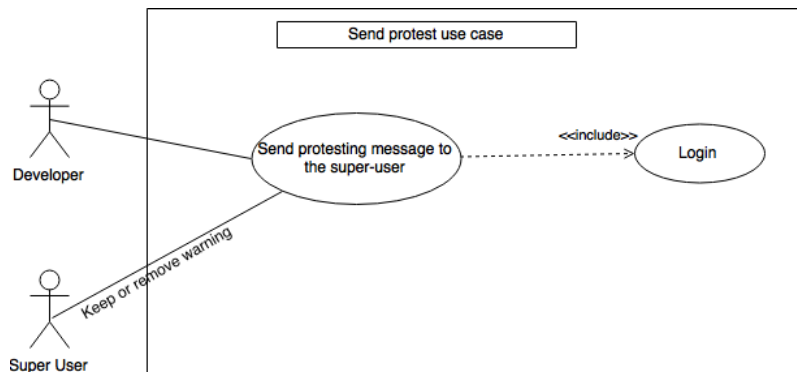 Send protest use case
Send protesting message to
the super-user
<<include>>
Login
Developer
Keep or remove warning
Super User